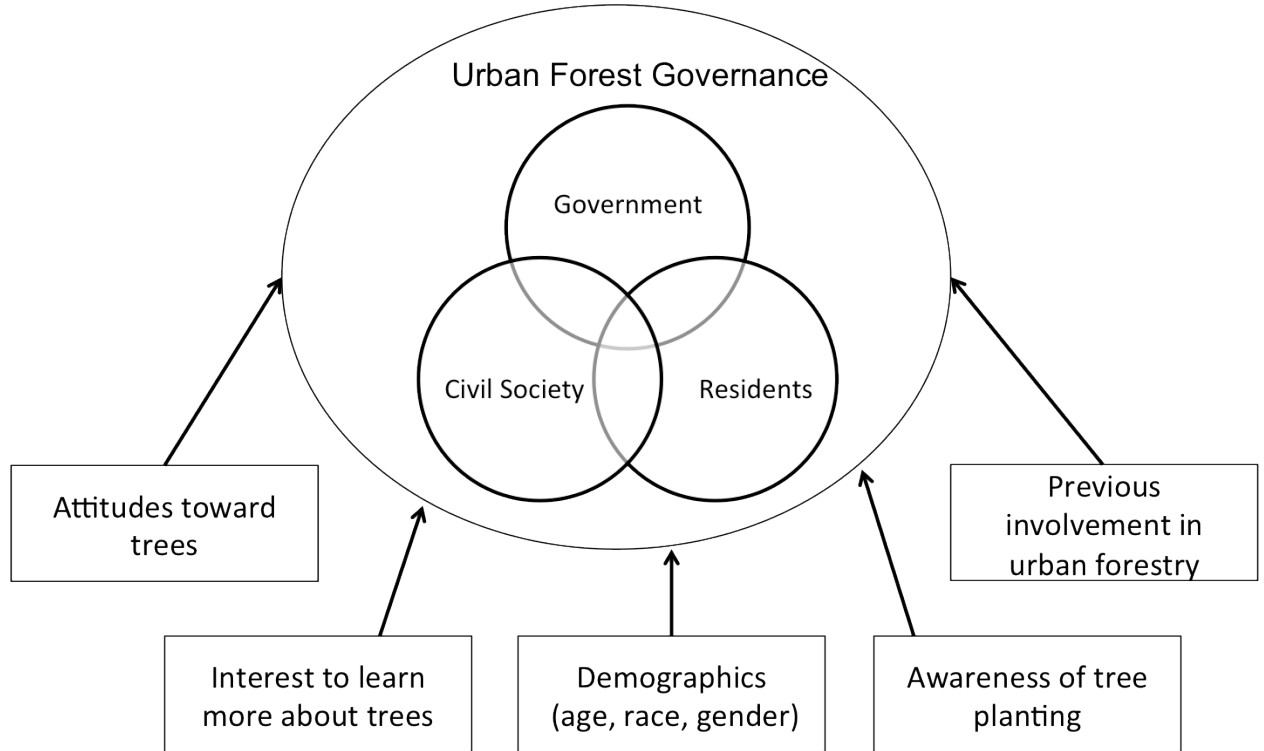 Urban Forest Governance
Government
Civil Society
Residents
Attitudes toward
trees
Interest to learn
more about trees
Demographics
(age, race, gender)
Awareness of tree
planting
Previous
involvement in
urban forestry